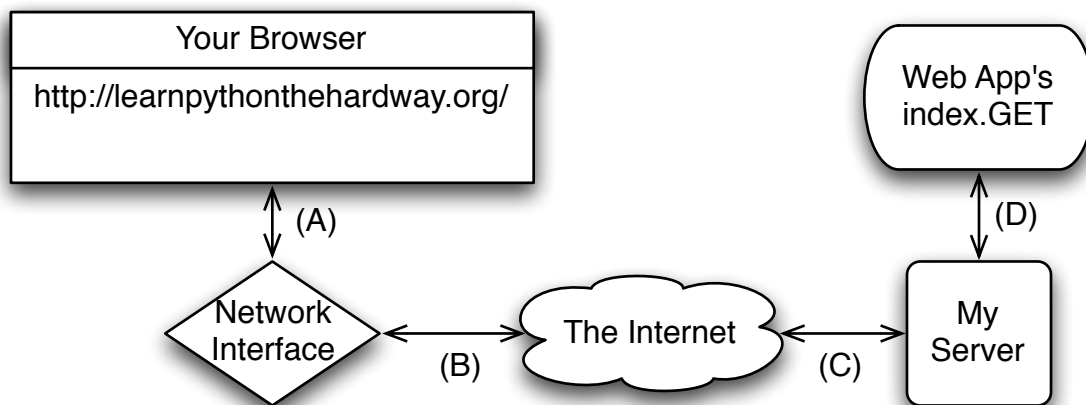 Your Browser
http://learnpythonthehardway.org/
Web App's
index.GET
(A)
(D)
Network
Interface
(B)
The Internet
(C)
My
Server